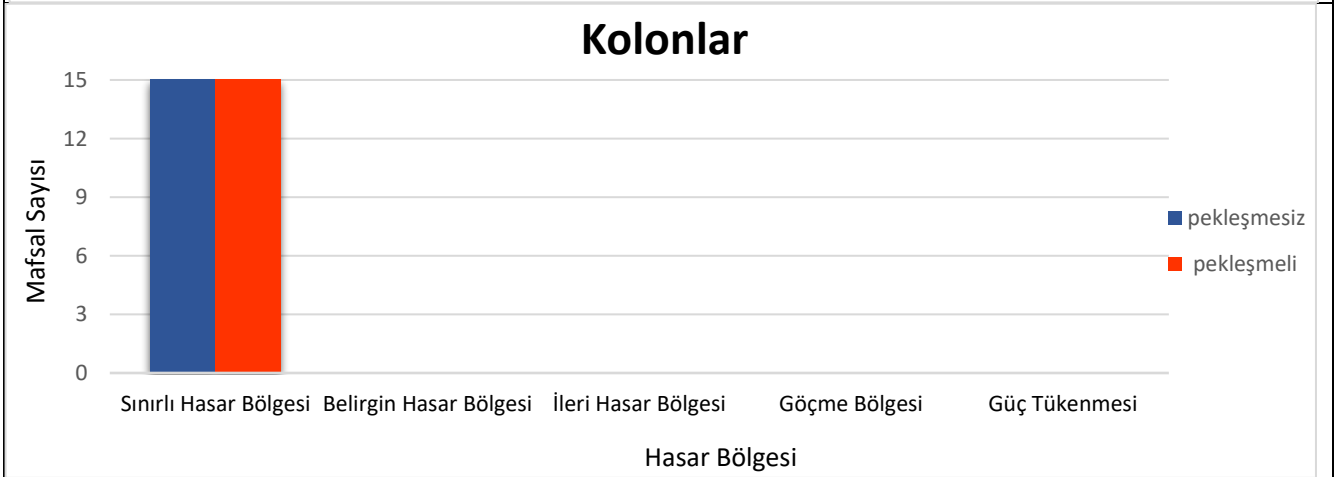 Kolonlar
15
12
9
6
3
0
Mafsal Sayısı
Sınırlı Hasar Bölgesi Belirgin Hasar Bölgesi İleri Hasar Bölgesi Göçme Bölgesi Güç Tükenmesi
Hasar Bölgesi
pekleşmesiz
pekleşmeli